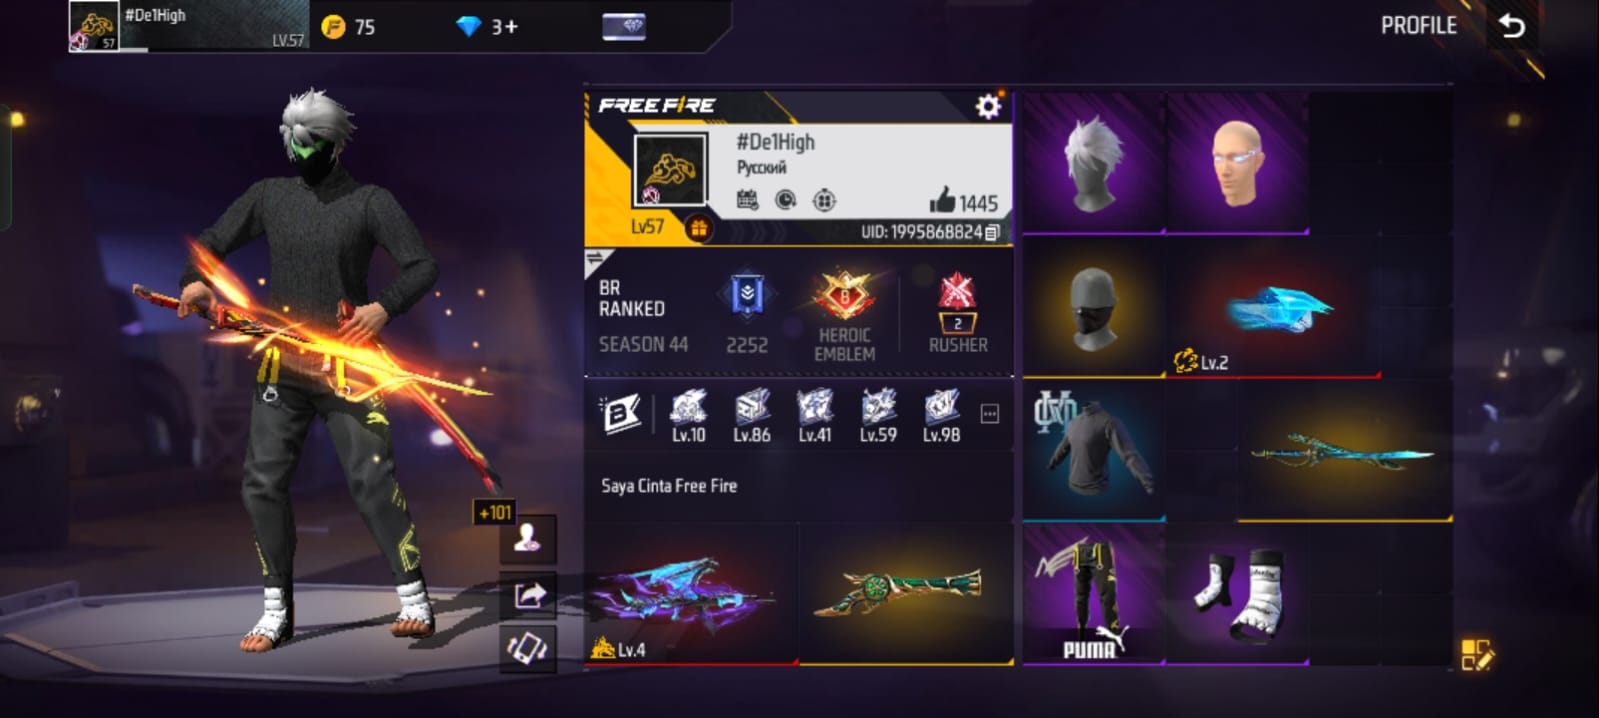 #De1High
57
LV.57
75
3+
PROFILE
FREE FIRE
#De1High
Русский
1445
Lv57
UID: 1995868824
BR
RANKED
SEASON 44
2252
8
HEROIC
EMBLEM
2
RUSHER
B
Lv.10
Lv.86
Lv.41
Lv.59
Lv.98
Saya Cinta Free Fire
+101
Lv.4
Lv.2
PUMA